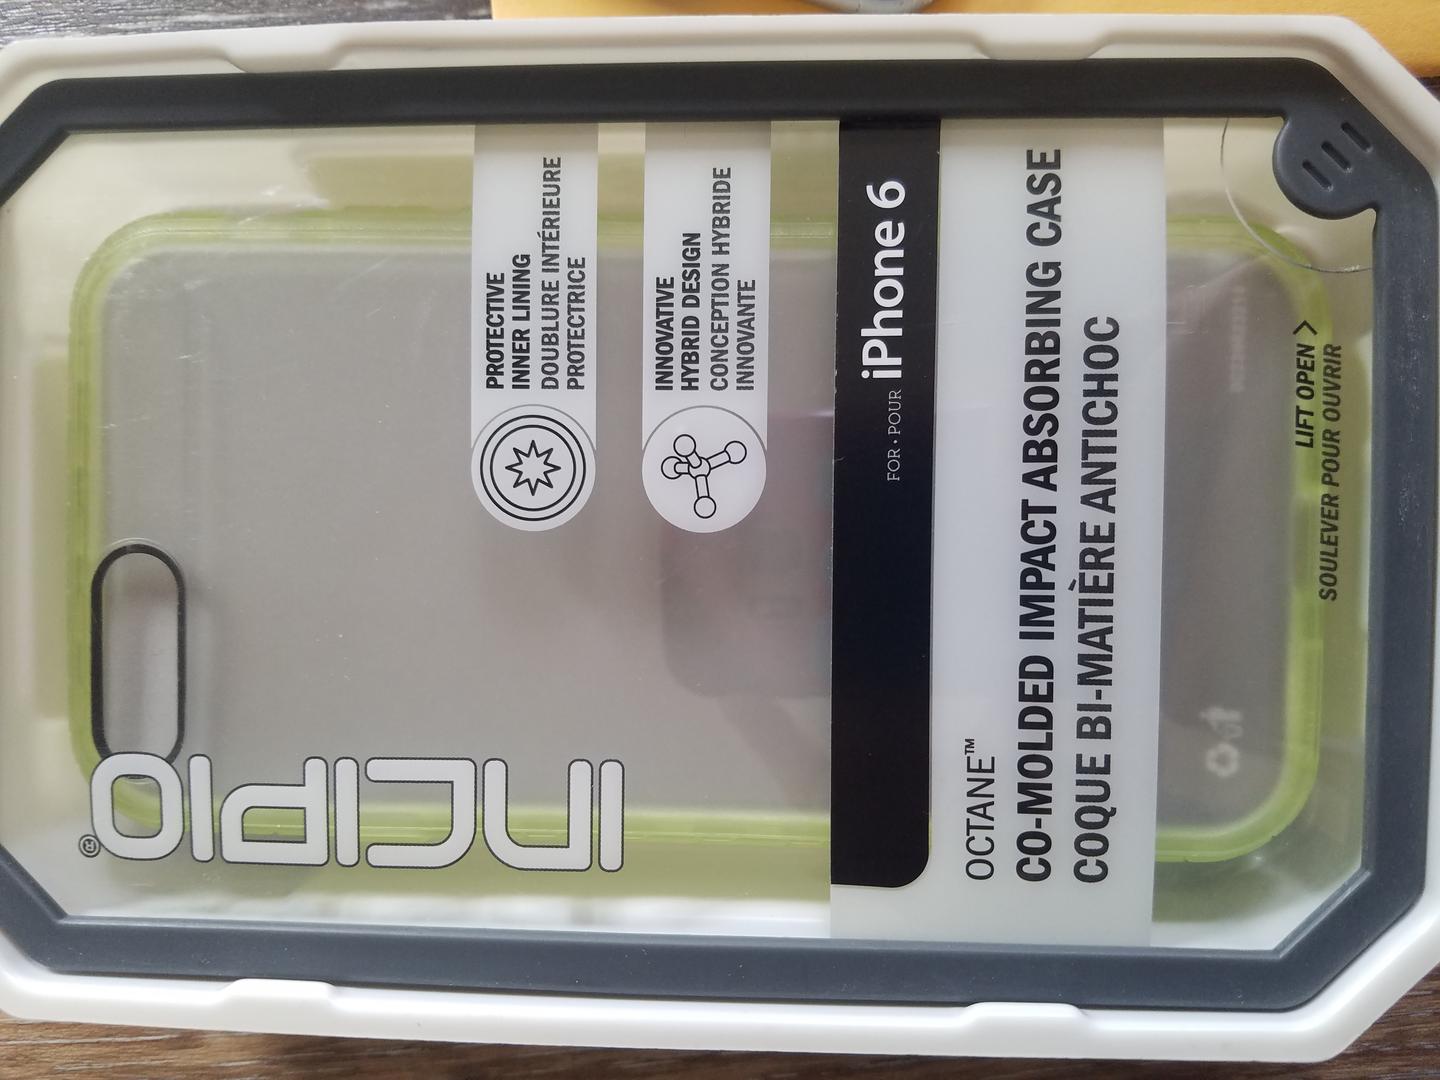 INCIPIO®
PROTECTIVE
INNER LINING
DOUBLURE INTÉRIEURE
PROTECTRICE
INNOVATIVE
HYBRID DESIGN
CONCEPTION HYBRIDE
INNOVANTE
FOR • POUR iPhone 6
OCTANE™
CO-MOLDED IMPACT ABSORBING CASE
COQUE BI-MATIÈRE ANTICHOC
LIFT OPEN >
SOULEVER POUR OUVRIR